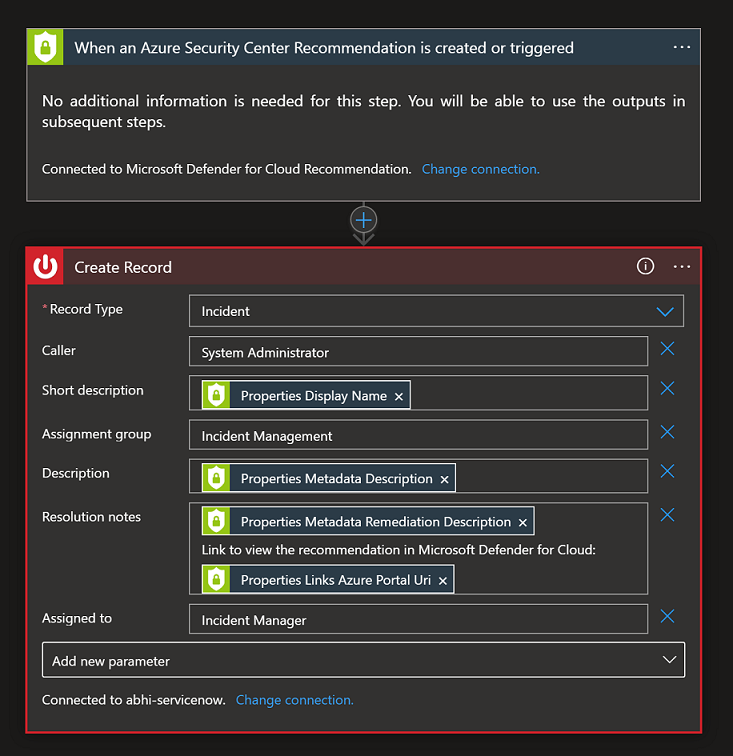 When an Azure Security Center Recommendation is created or triggered
No additional information is needed for this step. You will be able to use the outputs in
subsequent steps.
Connected to Microsoft Defender for Cloud Recommendation. Change connection.
Create Record
* Record Type Incident
Caller System Administrator
Short description Properties Display Name
Assignment group Incident Management
Description Properties Metadata Description
Resolution notes Properties Metadata Remediation Description
Link to view the recommendation in Microsoft Defender for Cloud:
Properties Links Azure Portal Uri
Assigned to Incident Manager
Add new parameter
Connected to abhi-servicenow. Change connection.